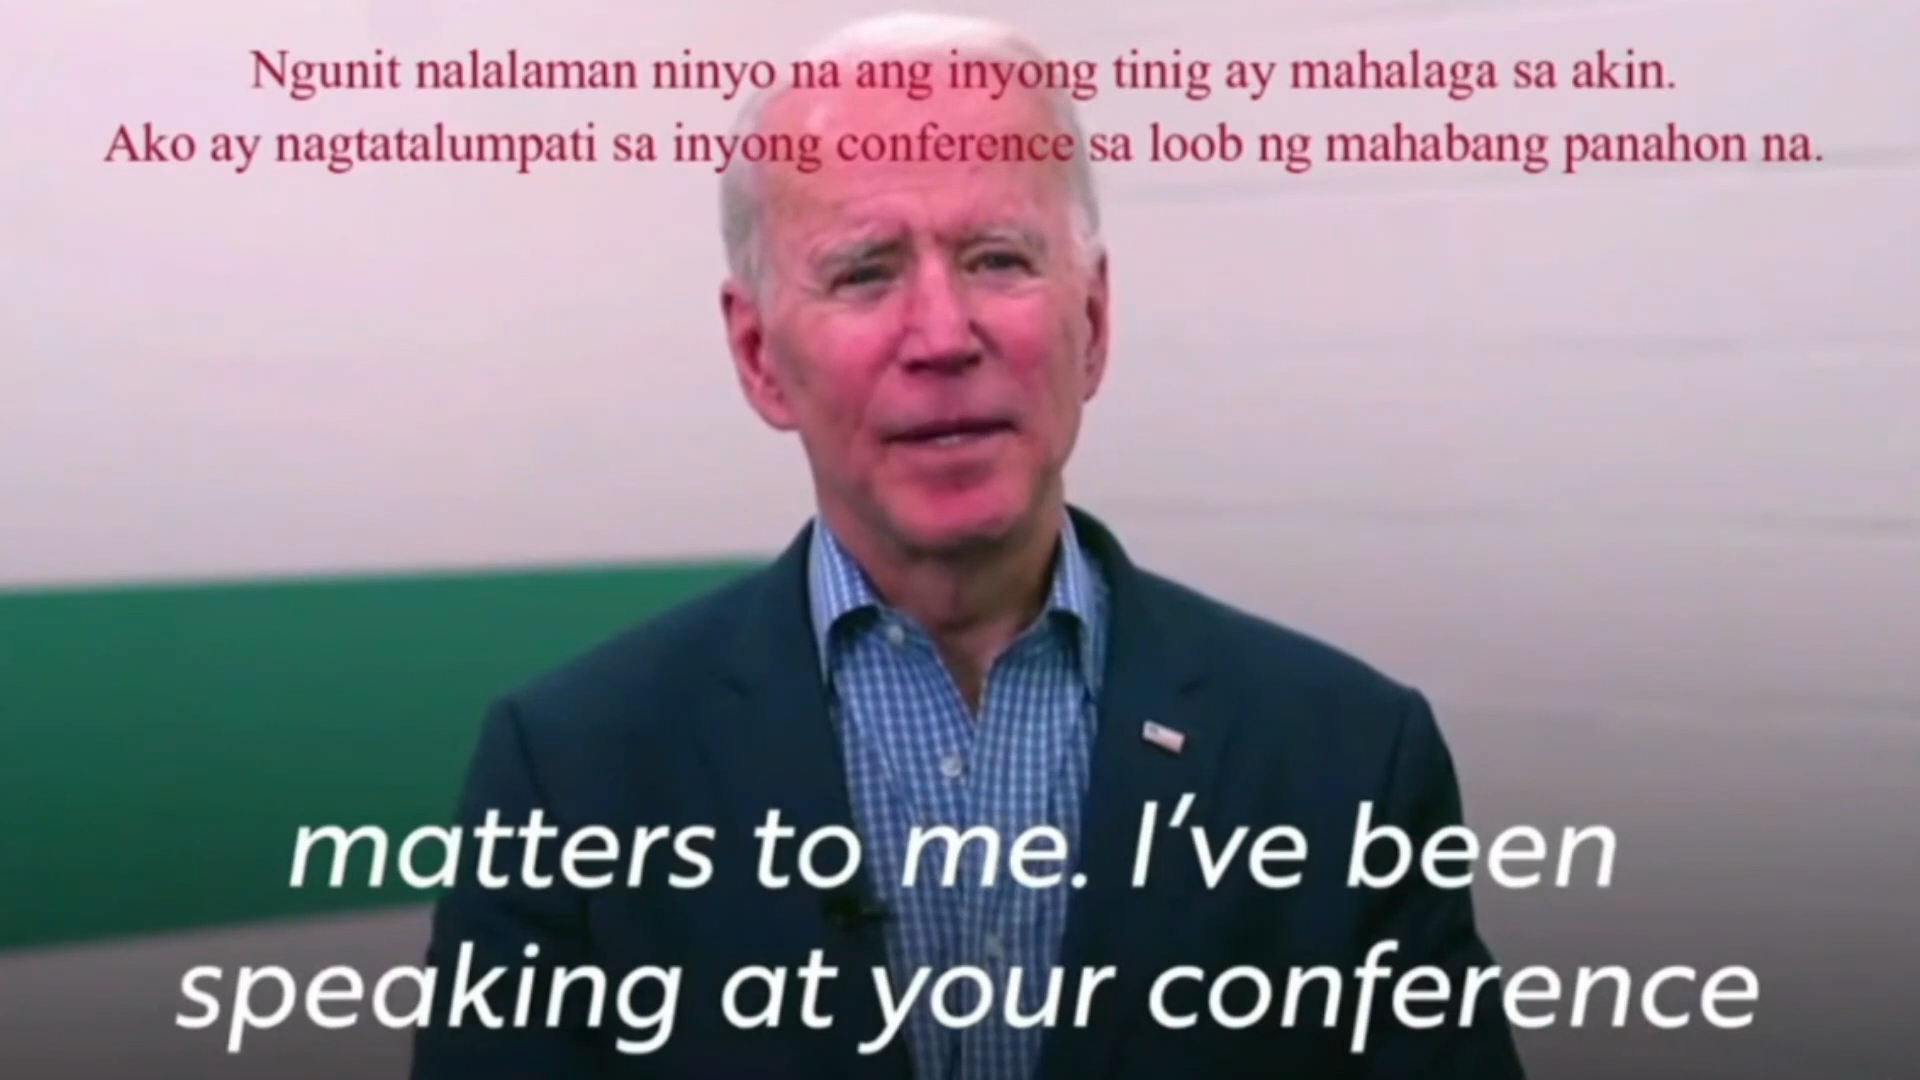 Ngunit nalalaman ninyo na ang inyong tinig ay mahalaga sa akin.
Ako ay nagtatalumpati sa inyong conference sa loob ng mahabang panahon na.
matters to me. I've been
speaking at your conference